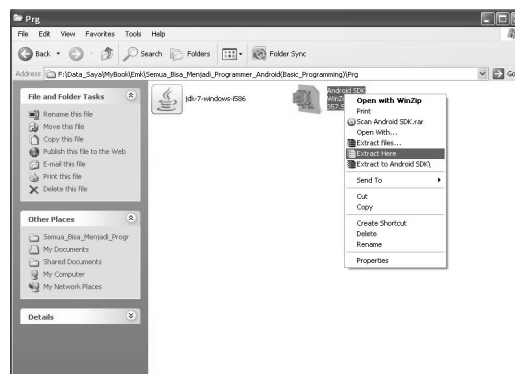 Prg
File Edit View Favorites Tools Help
Back Search Folders Folder Sync
Address F:\Data_Saya\MyBook\Emk\Semua_Bisa_Menjadi_Programmer_Android(Basic_Programming)\Prg
File and Folder Tasks
Rename this file
Move this file
Copy this file
Publish this file to the Web
E-mail this file
Print this file
Delete this file
Other Places
Semua_Bisa_Menjadi_Progr
My Documents
Shared Documents
My Computer
My Network Places
Details
jdk-7-windows-i586
Android SDK
Open with WinZip
Print
Scan Android SDK.rar
Open With...
Extract files...
Extract Here
Extract to Android SDK\
Send To
Cut
Copy
Create Shortcut
Delete
Rename
Properties